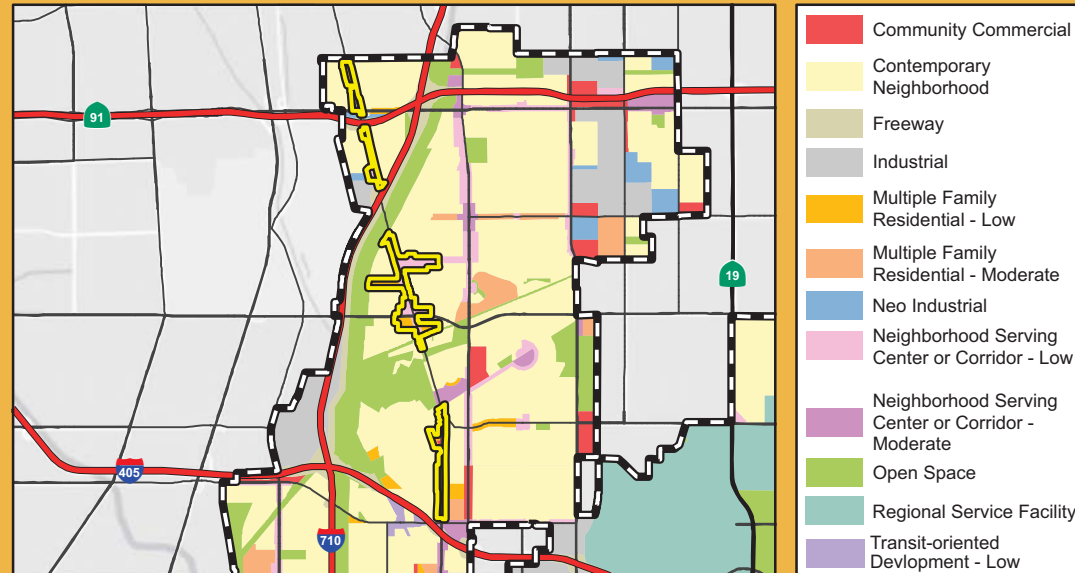 91
19
405
710
Community Commercial
Contemporary
Neighborhood
Freeway
Industrial
Multiple Family
Residential - Low
Multiple Family
Residential - Moderate
Neo Industrial
Neighborhood Serving
Center or Corridor - Low
Neighborhood Serving
Center or Corridor -
Moderate
Open Space
Regional Service Facility
Transit-oriented
Devlopment - Low